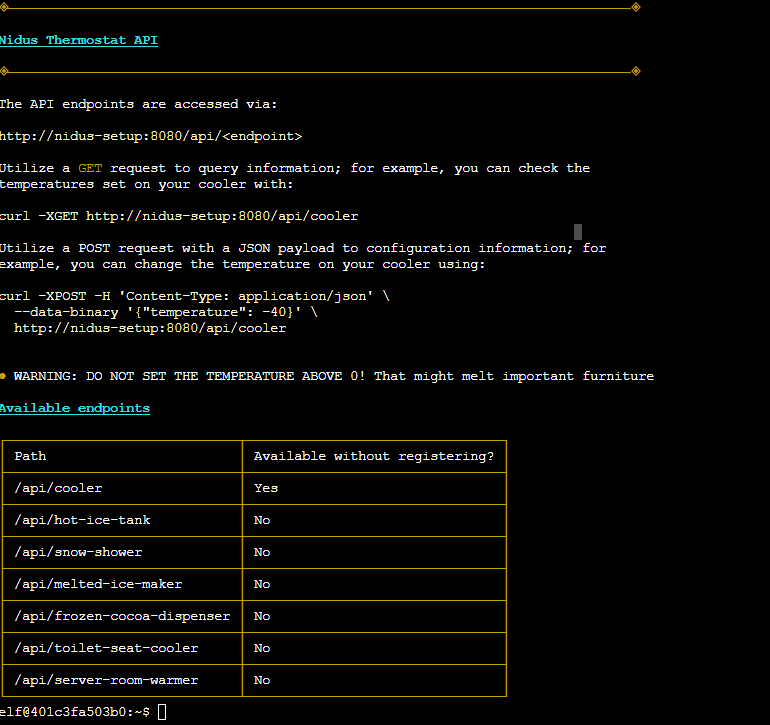 Nidus Thermostat API
The API endpoints are accessed via:
http://nidus-setup:8080/api/<endpoint>
Utilize a GET request to query information; for example, you can check the
temperatures set on your cooler with:
curl -XGET http://nidus-setup:8080/api/cooler
Utilize a POST request with a JSON payload to configuration information; for
example, you can change the temperature on your cooler using:
curl -XPOST -H 'Content-Type: application/json' \
  --data-binary '{"temperature": -40}' \
  http://nidus-setup:8080/api/cooler
● WARNING: DO NOT SET THE TEMPERATURE ABOVE 0! That might melt important furniture
Available endpoints
Path Available without registering?
/api/cooler Yes
/api/hot-ice-tank No
/api/snow-shower No
/api/melted-ice-maker No
/api/frozen-cocoa-dispenser No
/api/toilet-seat-cooler No
/api/server-room-warmer No
elf@401c3fa503b0:~$